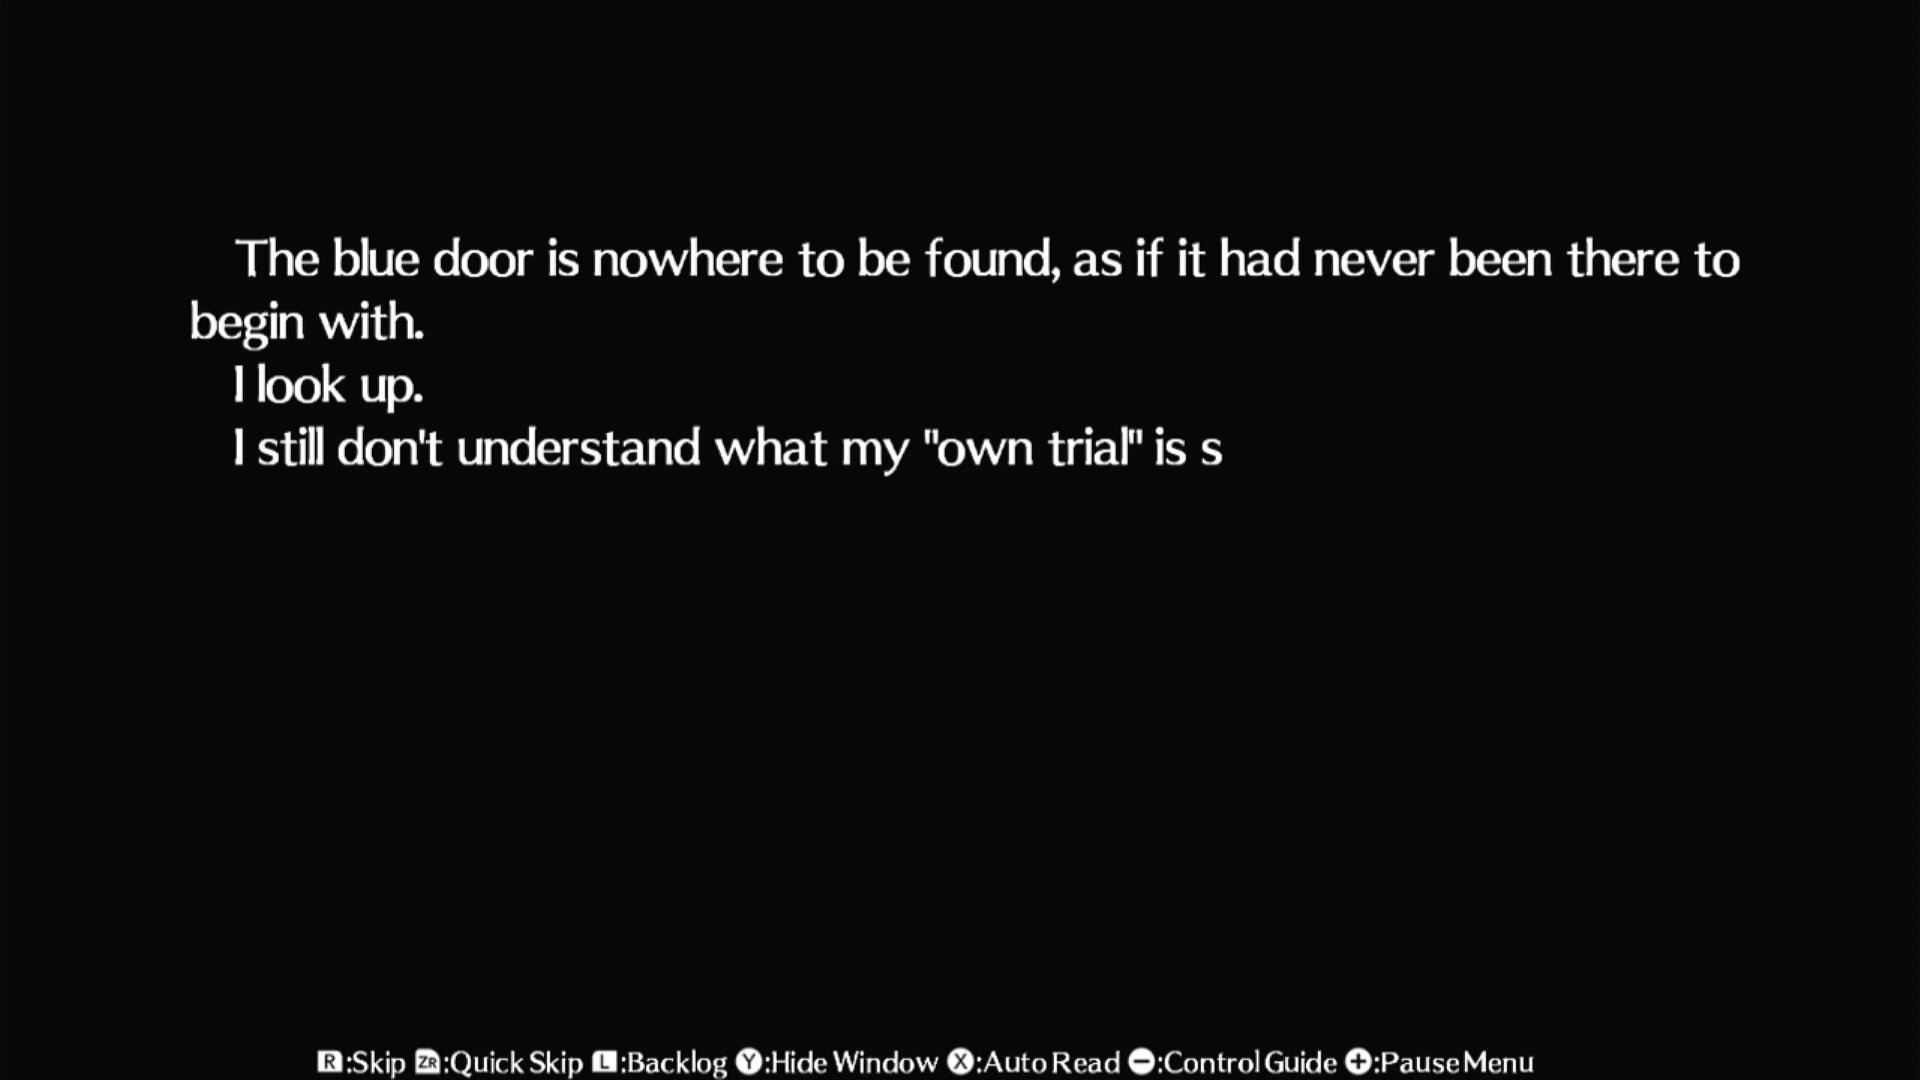 The blue door is nowhere to be found, as if it had never been there to
begin with.
I look up.
I still don't understand what my "own trial" is s
R:Skip ZR:Quick Skip L:Backlog Y:Hide Window X:Auto Read −:Control Guide +:Pause Menu